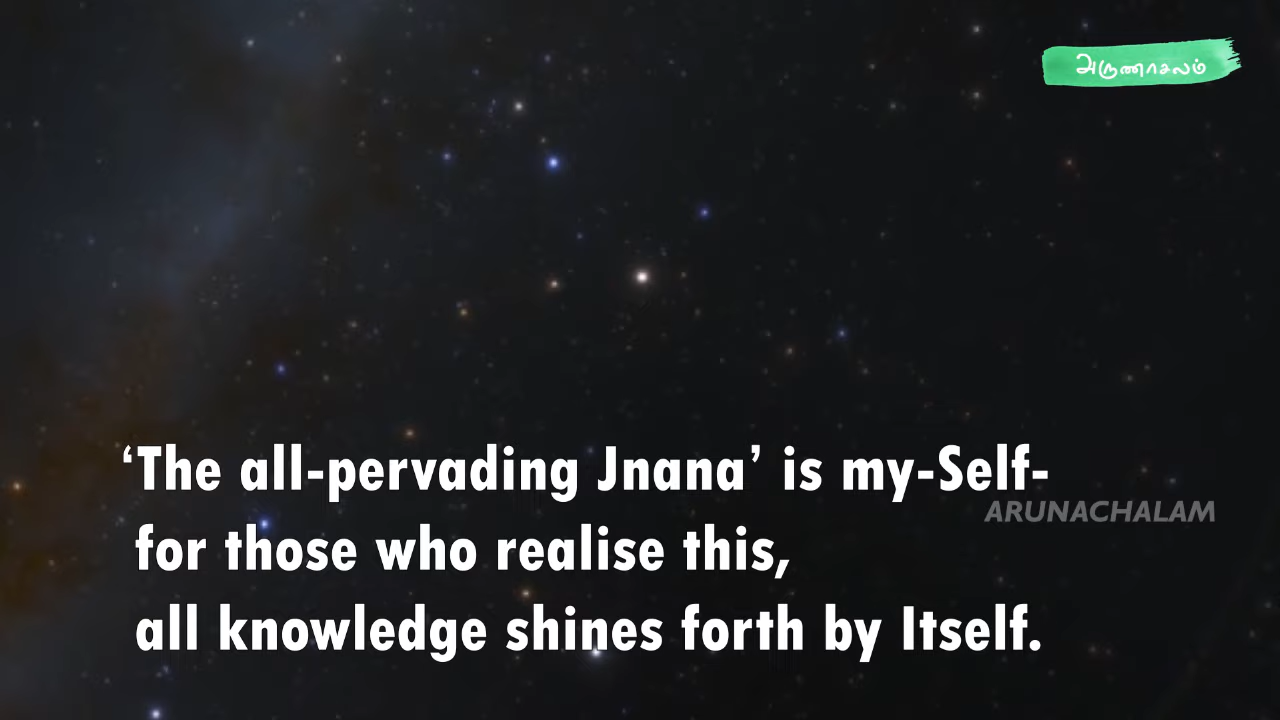 அருணாசலம்
‘The all-pervading Jnana’ is my-Self-
ARUNACHALAM
for those who realise this,
all knowledge shines forth by Itself.